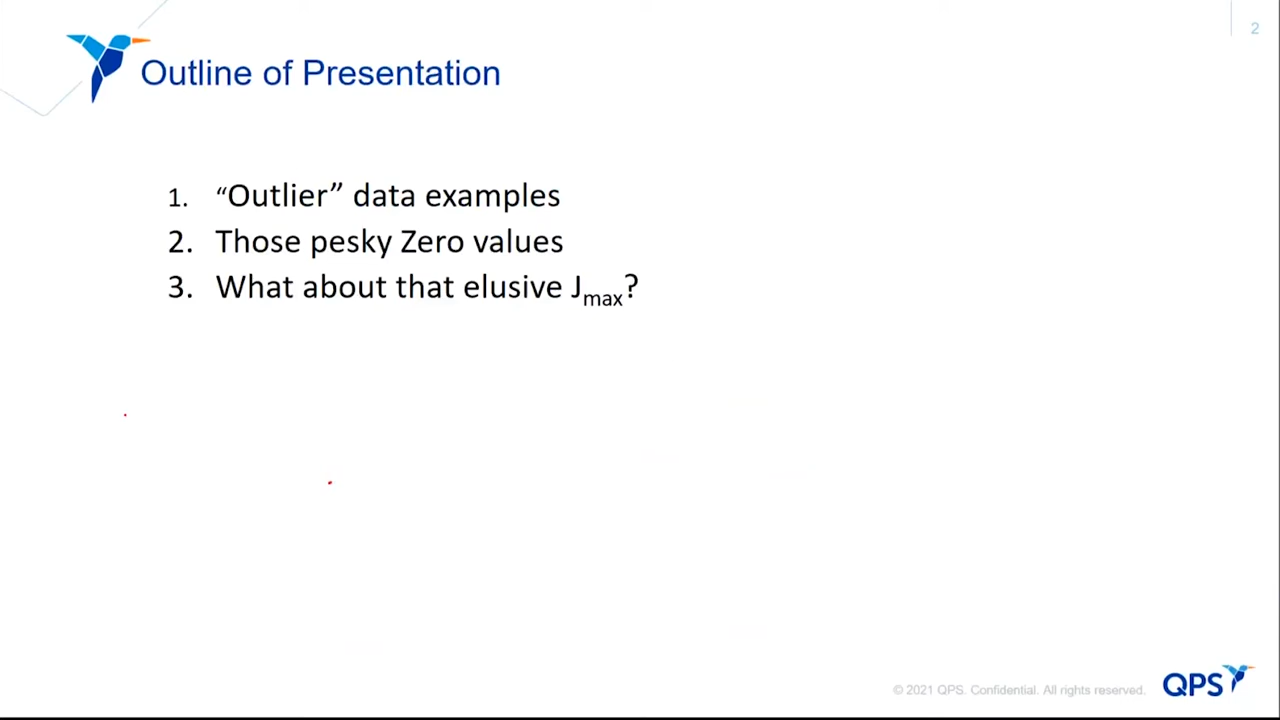 2
Outline of Presentation
1. “Outlier” data examples
2. Those pesky Zero values
3. What about that elusive Jmax?
© 2021 QPS. Confidential. All rights reserved.
QPS